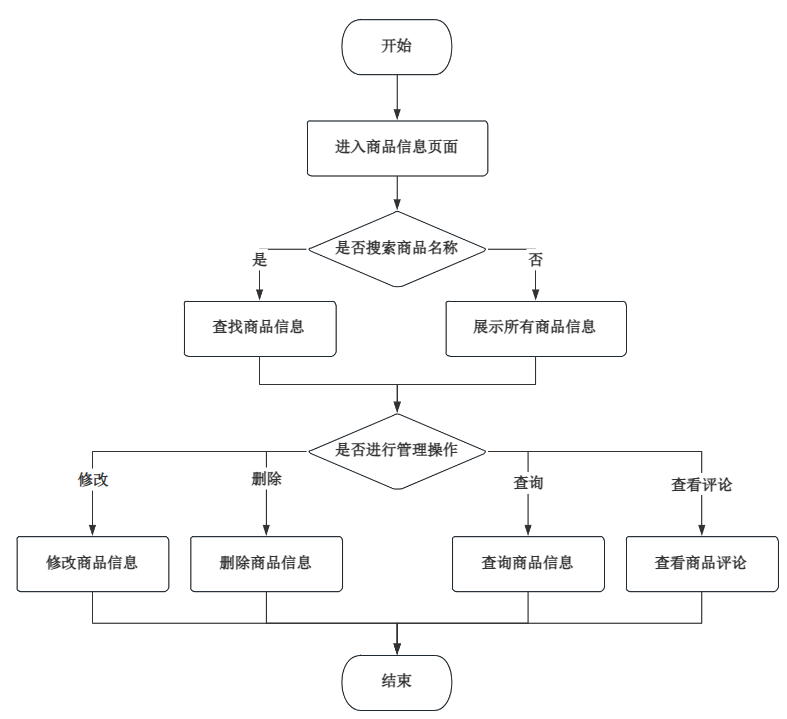 开始
进入商品信息页面
是否搜索商品名称
是
否
查找商品信息
展示所有商品信息
是否进行管理操作
修改
删除
查询
查看评论
修改商品信息
删除商品信息
查询商品信息
查看商品评论
结束